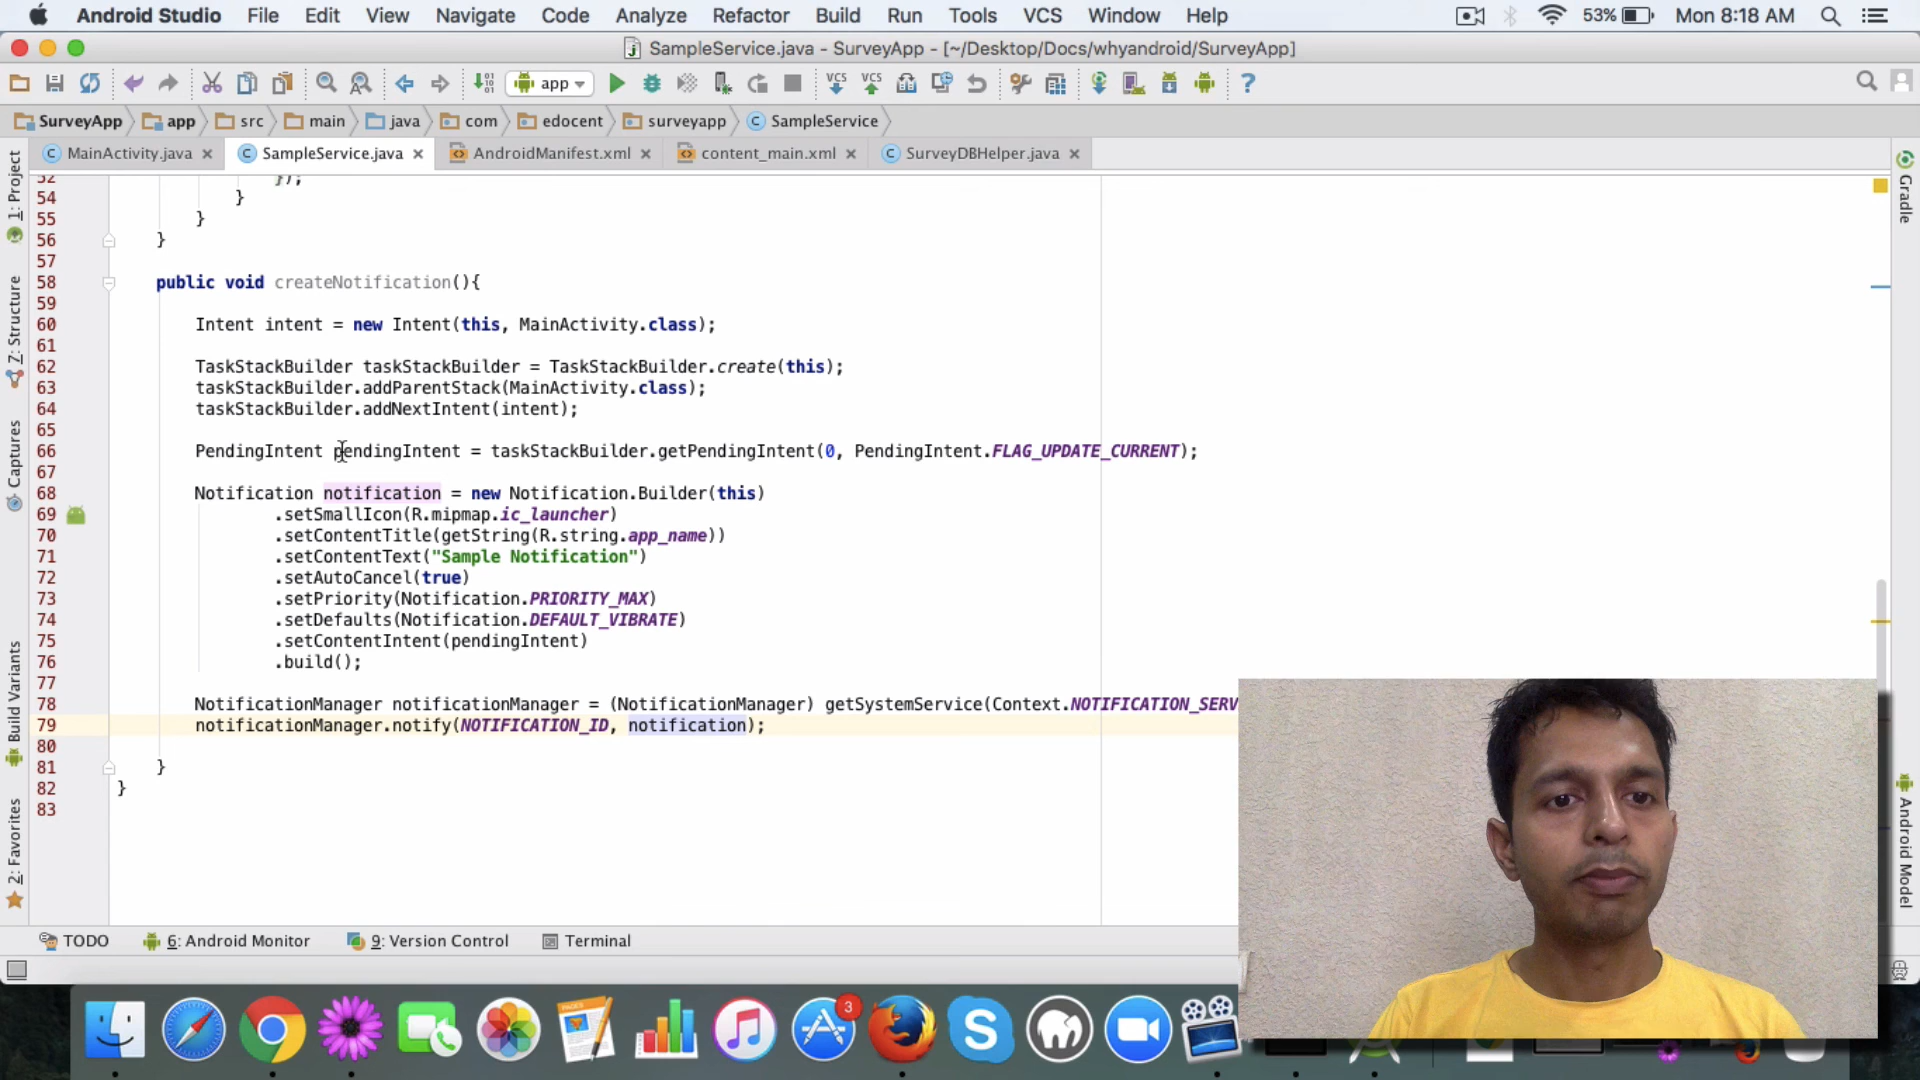 Android Studio File Edit View Navigate Code Analyze Refactor Build Run Tools VCS Window Help 53% Mon 8:18 AM
SampleService.java - SurveyApp - [~/Desktop/Docs/whyandroid/SurveyApp]
app VCS VCS ?
SurveyApp app src main java com edocent surveyapp SampleService
MainActivity.java SampleService.java AndroidManifest.xml content_main.xml SurveyDBHelper.java
1: Project
7: Structure
Captures
Build Variants
2: Favorites
Gradle
Android Model
52 });
54 }
55 }
56 }
57
58 public void createNotification(){
59
60 Intent intent = new Intent(this, MainActivity.class);
61
62 TaskStackBuilder taskStackBuilder = TaskStackBuilder.create(this);
63 taskStackBuilder.addParentStack(MainActivity.class);
64 taskStackBuilder.addNextIntent(intent);
65
66 PendingIntent pendingIntent = taskStackBuilder.getPendingIntent(0, PendingIntent.FLAG_UPDATE_CURRENT);
67
68 Notification notification = new Notification.Builder(this)
69 .setSmallIcon(R.mipmap.ic_launcher)
70 .setContentTitle(getString(R.string.app_name))
71 .setContentText("Sample Notification")
72 .setAutoCancel(true)
73 .setPriority(Notification.PRIORITY_MAX)
74 .setDefaults(Notification.DEFAULT_VIBRATE)
75 .setContentIntent(pendingIntent)
76 .build();
77
78 NotificationManager notificationManager = (NotificationManager) getSystemService(Context.NOTIFICATION_SERV
79 notificationManager.notify(NOTIFICATION_ID, notification);
80
81 }
82 }
83
TODO 6: Android Monitor 9: Version Control Terminal
3